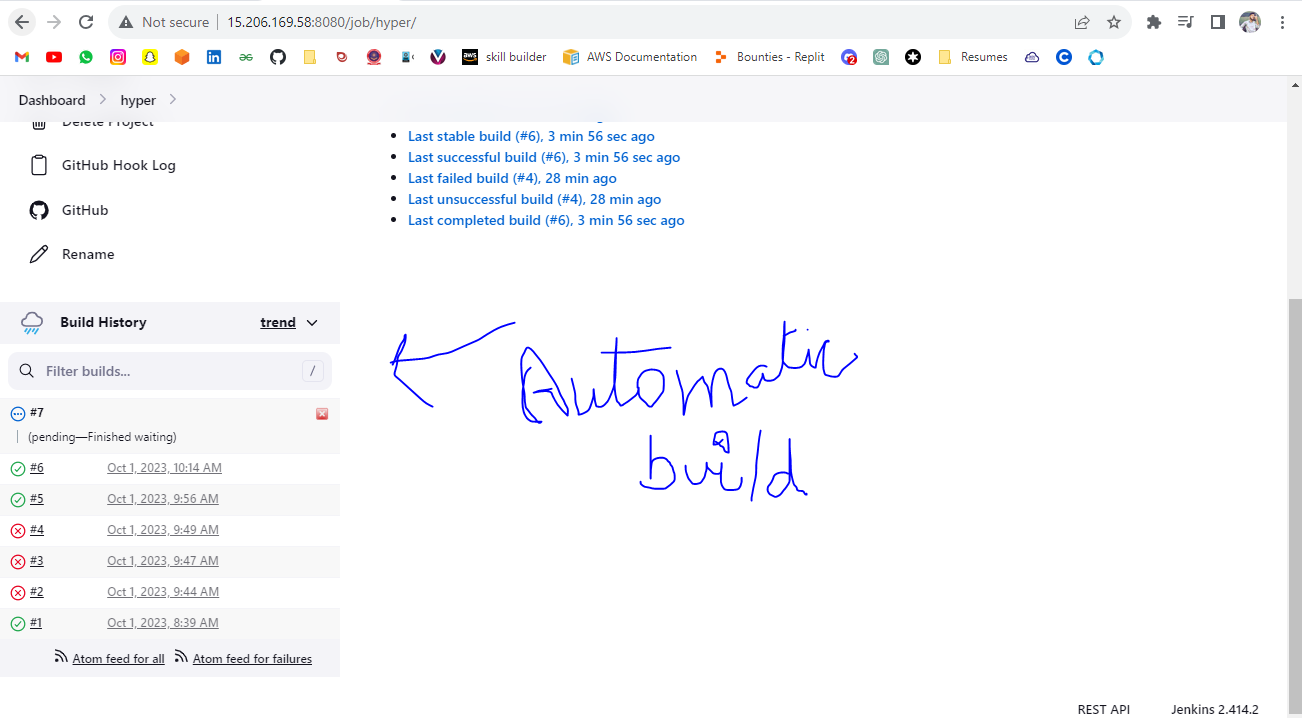 Not secure
15.206.169.58:8080/job/hyper/
skill builder
AWS Documentation
Bounties - Replit
Resumes
Dashboard > hyper >
Delete Project
GitHub Hook Log
GitHub
Rename
Last stable build (#6), 3 min 56 sec ago
Last successful build (#6), 3 min 56 sec ago
Last failed build (#4), 28 min ago
Last unsuccessful build (#4), 28 min ago
Last completed build (#6), 3 min 56 sec ago
Build History trend
Filter builds... /
#7
(pending—Finished waiting)
#6 Oct 1, 2023, 10:14 AM
#5 Oct 1, 2023, 9:56 AM
#4 Oct 1, 2023, 9:49 AM
#3 Oct 1, 2023, 9:47 AM
#2 Oct 1, 2023, 9:44 AM
#1 Oct 1, 2023, 8:39 AM
Atom feed for all Atom feed for failures
Automatic
build
REST API Jenkins 2.414.2